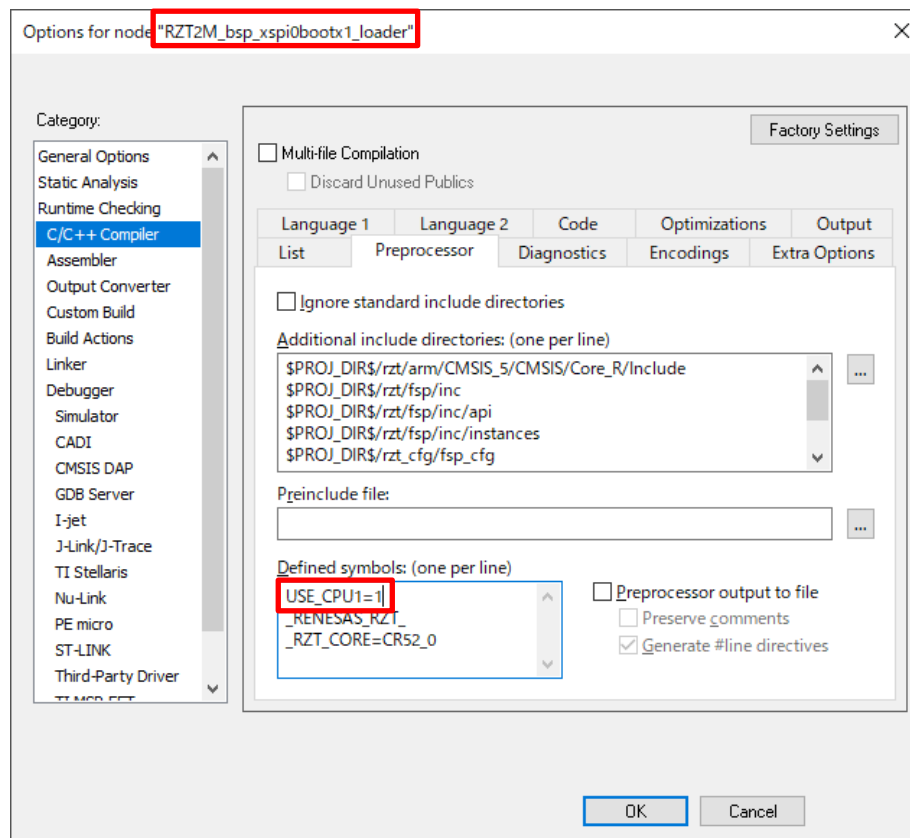 Options for node "RZT2M_bsp_xspi0bootx1_loader"
Category:
General Options
Static Analysis
Runtime Checking
C/C++ Compiler
Assembler
Output Converter
Custom Build
Build Actions
Linker
Debugger
Simulator
CADI
CMSIS DAP
GDB Server
I-jet
J-Link/J-Trace
TI Stellaris
Nu-Link
PE micro
ST-LINK
Third-Party Driver
Factory Settings
Multi-file Compilation
Discard Unused Publics
Language 1 Language 2 Code Optimizations Output
List Preprocessor Diagnostics Encodings Extra Options
Ignore standard include directories
Additional include directories: (one per line)
$PROJ_DIR$/rzt/arm/CMSIS_5/CMSIS/Core_R/Include
$PROJ_DIR$/rzt/fsp/inc
$PROJ_DIR$/rzt/fsp/inc/api
$PROJ_DIR$/rzt/fsp/inc/instances
$PROJ_DIR$/rzt_cfg/fsp_cfg
...
Preinclude file:
...
Defined symbols: (one per line)
USE_CPU1=1
_RENESAS_RZT_
_RZT_CORE=CR52_0
Preprocessor output to file
Preserve comments
Generate #line directives
OK Cancel